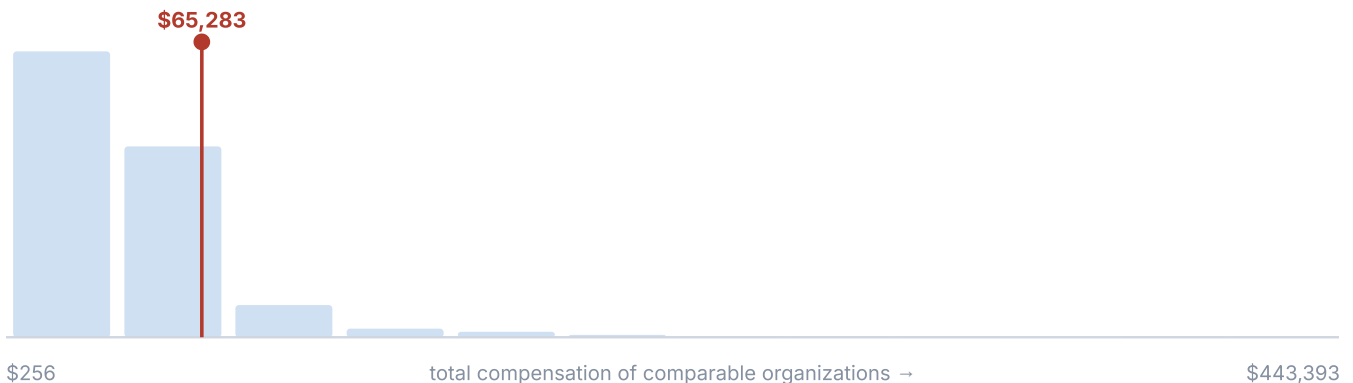 $65,283
$256
total compensation of comparable organizations →
$443,393